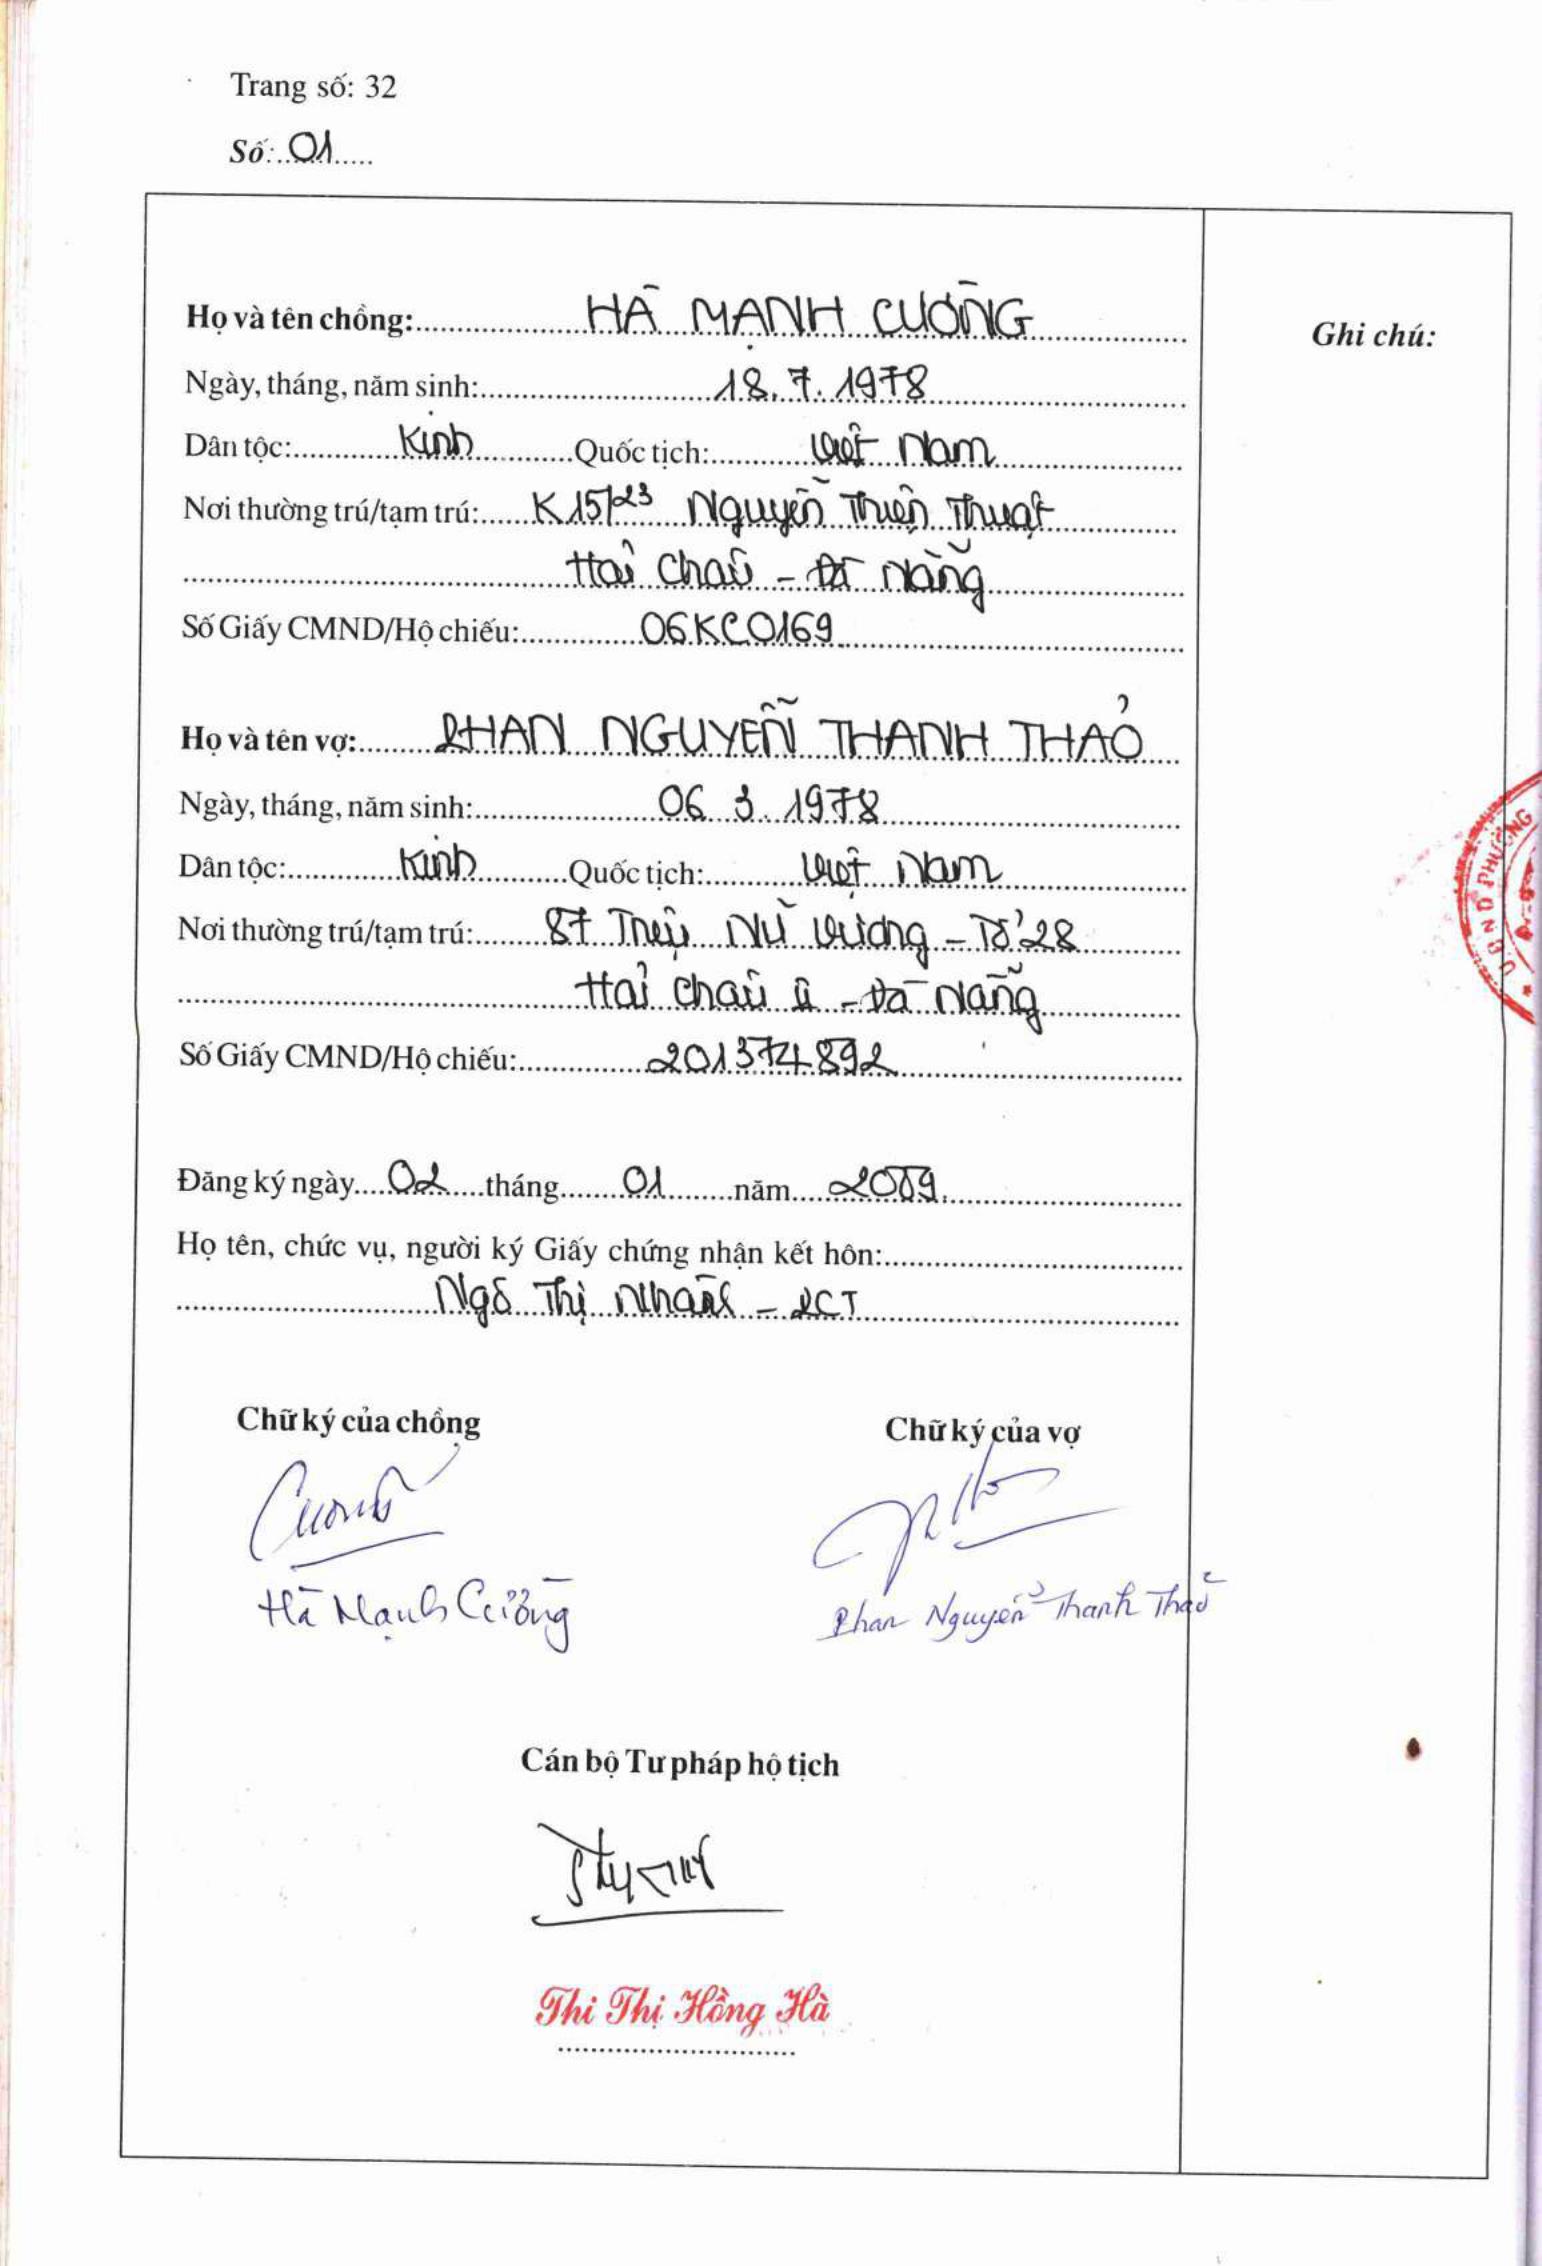 Trang số: 32
Số: 01
Họ và tên chồng: HÀ MẠNH CƯỜNG
Ghi chú:
Ngày, tháng, năm sinh: 18.7.1978
Dân tộc: Kinh Quốc tịch: Việt Nam
Nơi thường trú/tạm trú: K15/23 Nguyễn Thiện Thuật
Hải Châu - Đà Nẵng
Số Giấy CMND/Hộ chiếu: 06KC0169
Họ và tên vợ: PHAN NGUYỄN THANH THẢO
Ngày, tháng, năm sinh: 06.3.1978
Dân tộc: Kinh Quốc tịch: Việt Nam
Nơi thường trú/tạm trú: 87 Triệu Nữ Vương - Tổ 28
Hải Châu II - Đà Nẵng
Số Giấy CMND/Hộ chiếu: 201374892
U B N D PHƯỜNG
Đăng ký ngày 02 tháng 01 năm 2009
Họ tên, chức vụ, người ký Giấy chứng nhận kết hôn:
Ngô Thị - PCT
Chữ ký của chồng Chữ ký của vợ
Cường
Hà Mạnh Cường Phan Nguyễn Thanh Thảo
Cán bộ Tư pháp hộ tịch
Thi Thị Hồng Hà